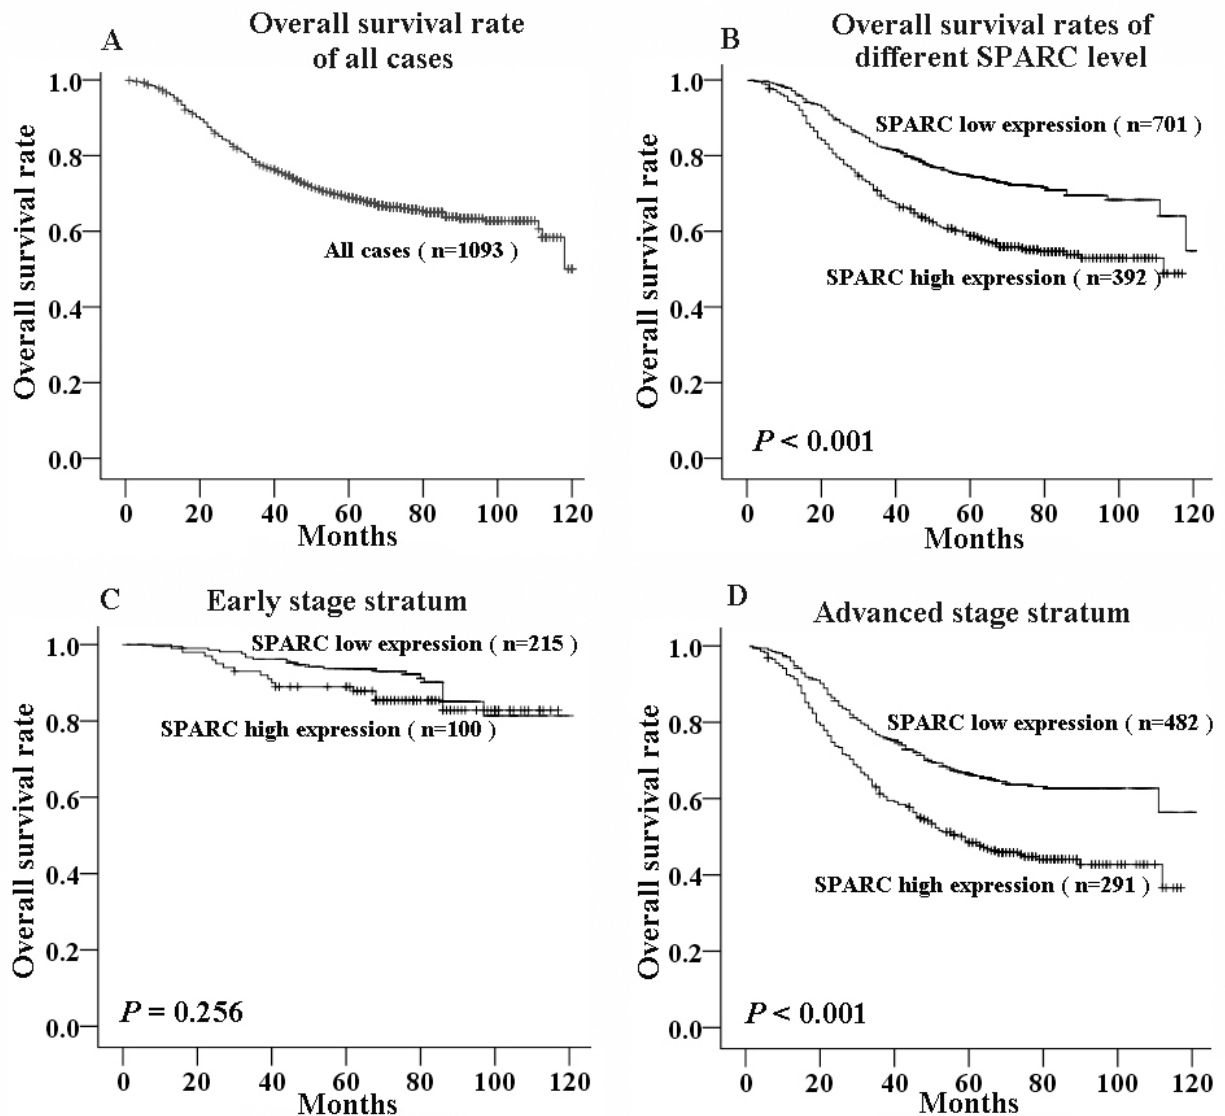 A
Overall survival rate
of all cases
Overall survival rate
1.0
0.8
0.6
0.4
0.2
0.0
All cases ( n=1093 )
0 20 40 60 80 100 120
Months
B
Overall survival rates of
different SPARC level
Overall survival rate
1.0
0.8
0.6
0.4
0.2
0.0
SPARC low expression ( n=701 )
SPARC high expression ( n=392 )
P < 0.001
0 20 40 60 80 100 120
Months
C
Early stage stratum
Overall survival rate
1.0
0.8
0.6
0.4
0.2
0.0
SPARC low expression ( n=215 )
SPARC high expression ( n=100 )
P = 0.256
0 20 40 60 80 100 120
Months
D
Advanced stage stratum
Overall survival rate
1.0
0.8
0.6
0.4
0.2
0.0
SPARC low expression ( n=482 )
SPARC high expression ( n=291 )
P < 0.001
0 20 40 60 80 100 120
Months